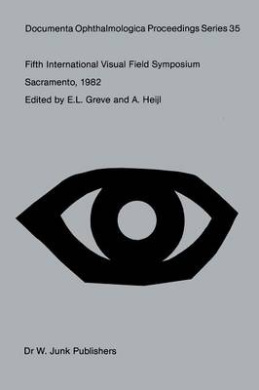 Documenta Ophthalmologica Proceedings Series 35
Fifth International Visual Field Symposium
Sacramento, 1982
Edited by E.L. Greve and A. Heijl
Dr W. Junk Publishers